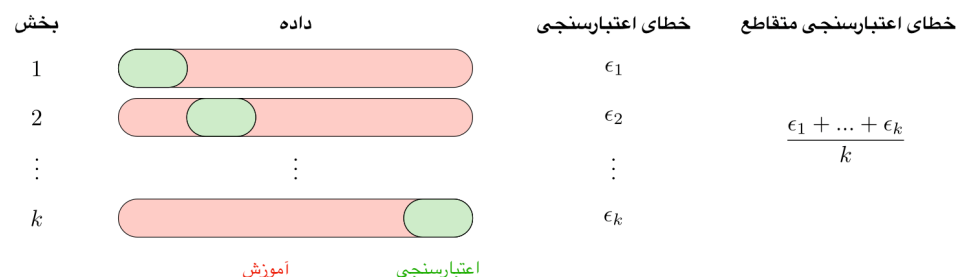 بخش داده خطای اعتبارسنجی خطای اعتبارسنجی متقاطع
1 ϵ₁
2 ϵ₂
(ϵ₁ + ... + ϵₖ) / k
⋮ ⋮ ⋮
k ϵₖ
آموزش اعتبارسنجی